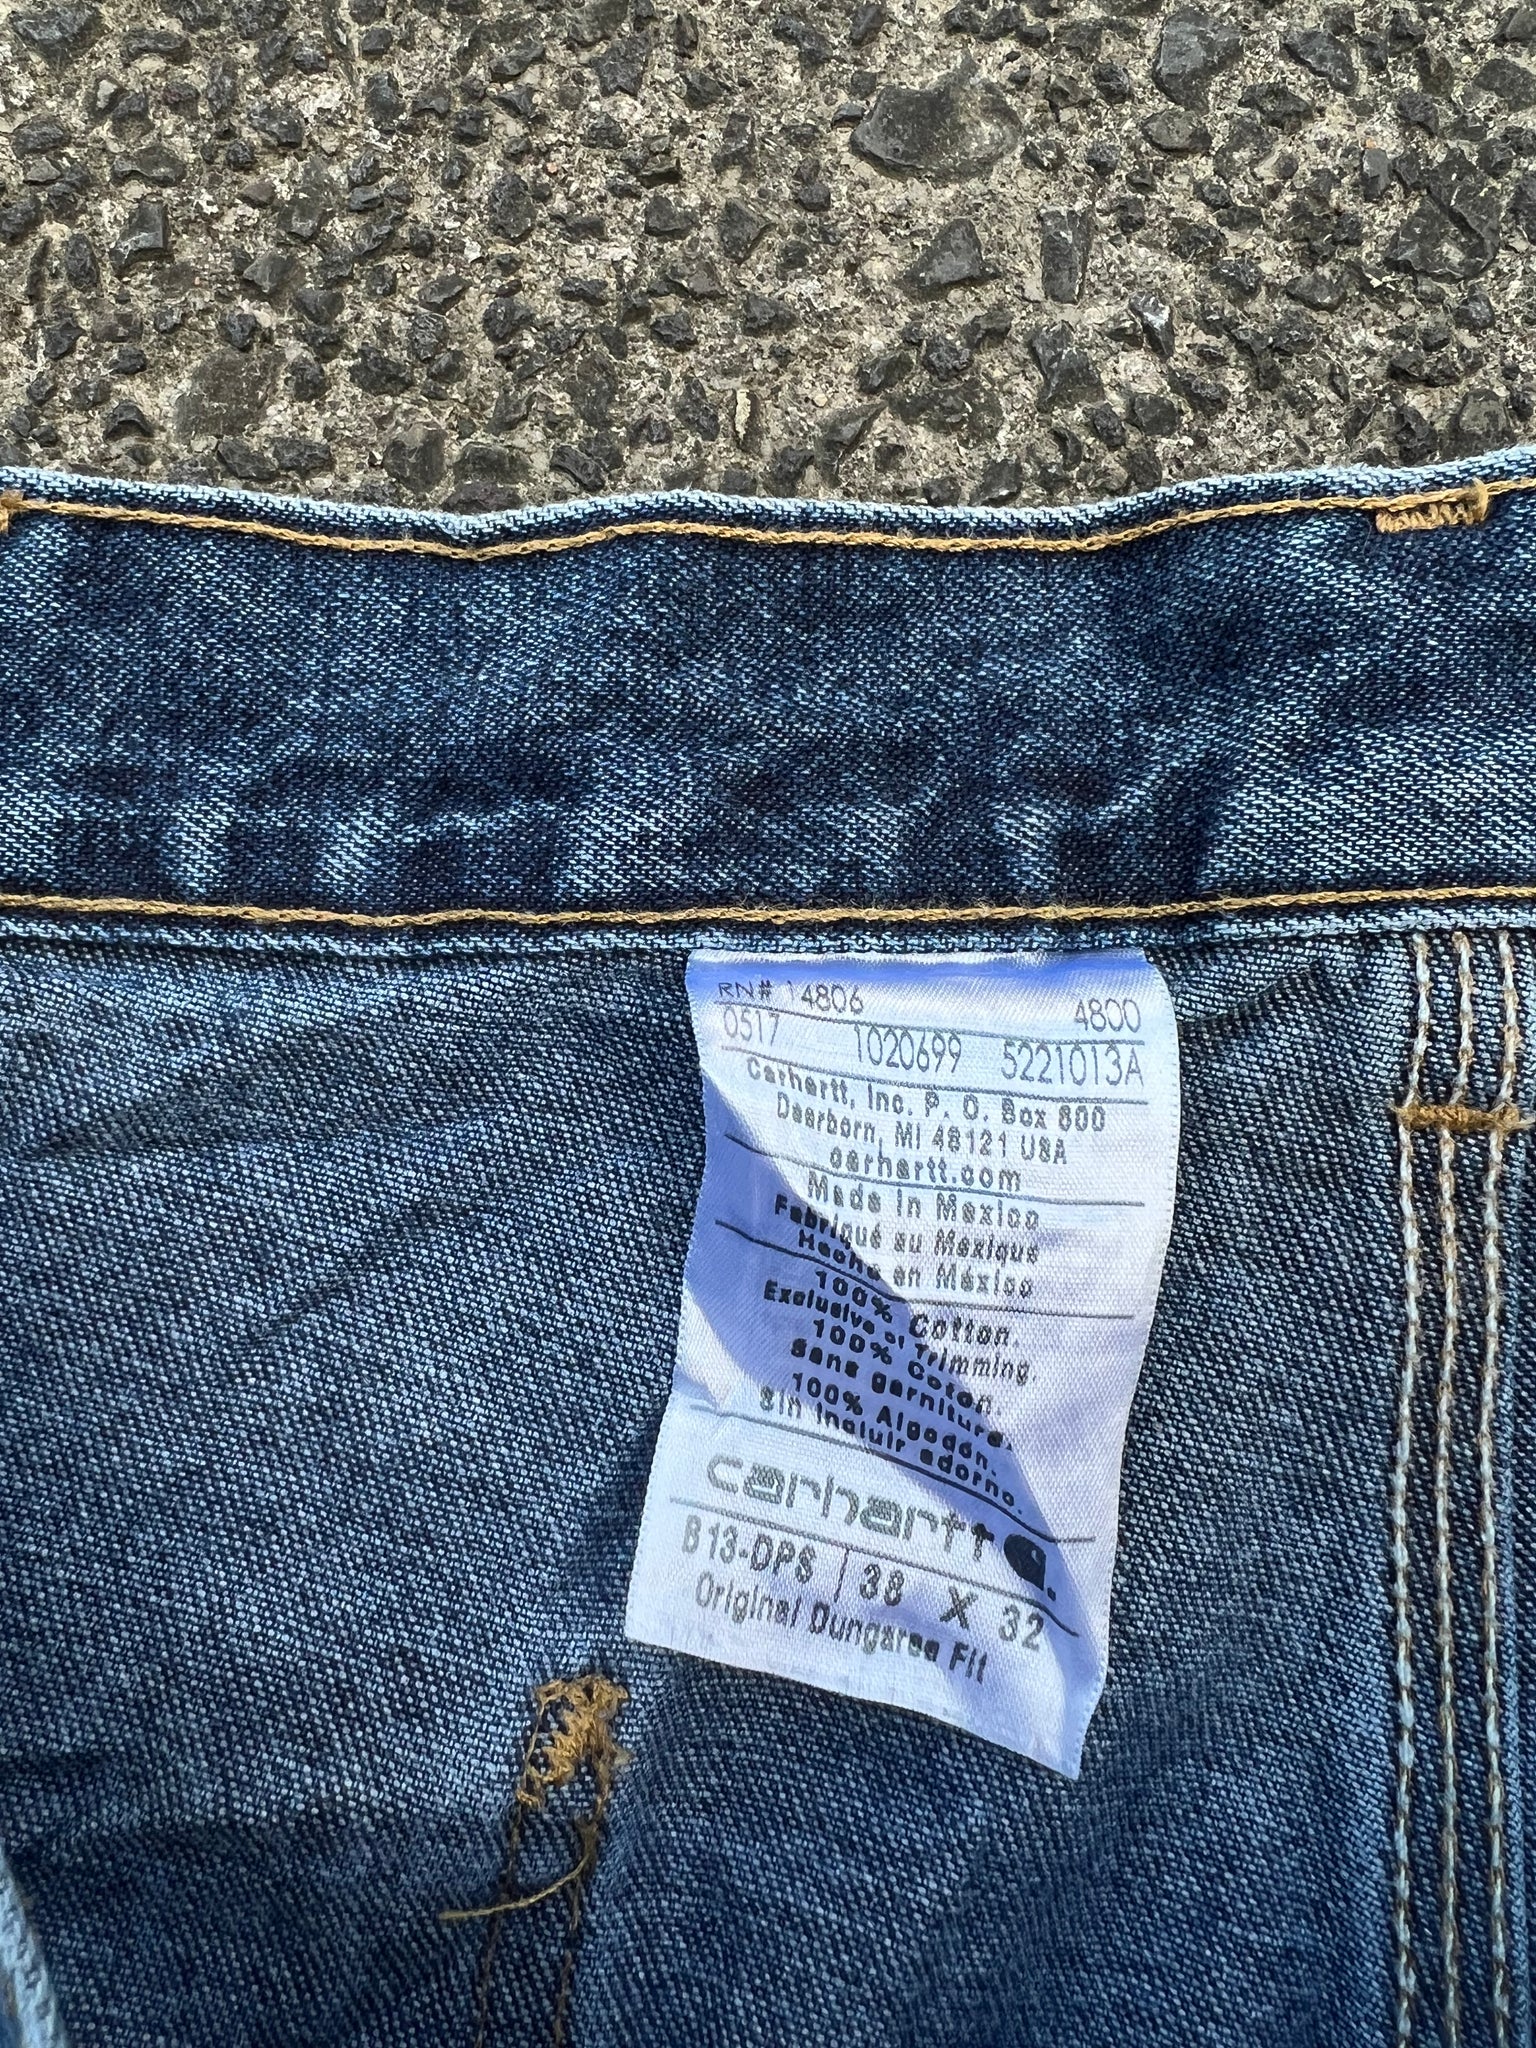 RN# 14806 4800
0517 1020699 5221013A
Carhartt, Inc. P. O. Box 600
Dearborn, MI 48121 USA
carhartt.com
Made in Mexico
Fabriqué au Mexique
Hecho en México
100% Cotton.
Exclusive of Trimming.
100% Coton.
Sans garniture.
100% Algodón.
Sin incluir adorno.
carhartt
B13-DPS | 38 X 32
Original Dungaree Fit